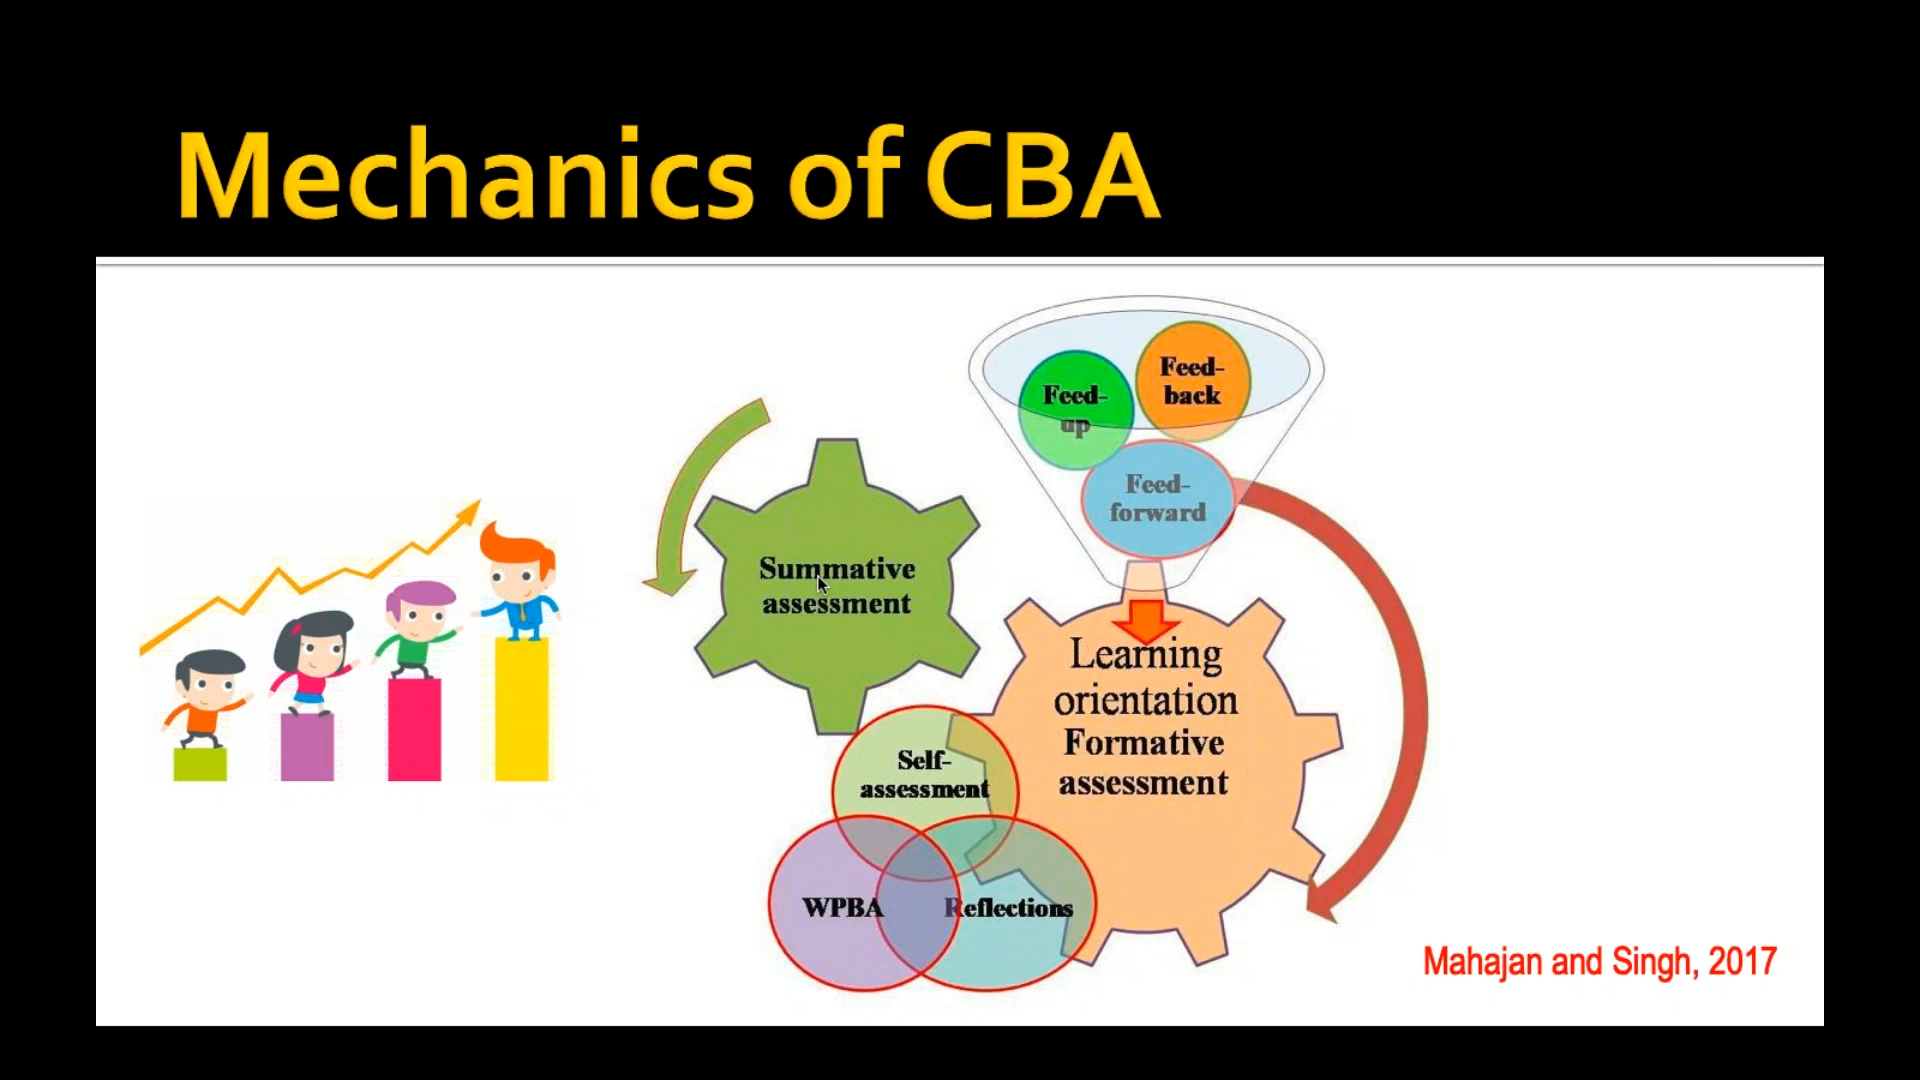 Mechanics of CBA
Feed-
back
Feed-
up
Feed-
forward
Summative
assessment
Learning
orientation
Formative
assessment
Self-
assessment
WPBA
Reflections
Mahajan and Singh, 2017